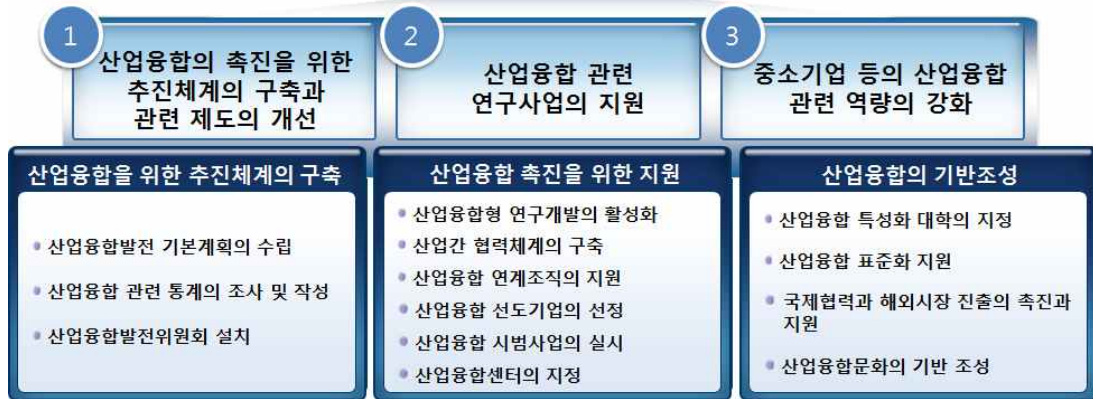 1
산업융합의 촉진을 위한
추진체계의 구축과
관련 제도의 개선
2
산업융합 관련
연구사업의 지원
3
중소기업 등의 산업융합
관련 역량의 강화
산업융합을 위한 추진체계의 구축
산업융합발전 기본계획의 수립
산업융합 관련 통계의 조사 및 작성
산업융합발전위원회 설치
산업융합 촉진을 위한 지원
산업융합형 연구개발의 활성화
산업간 협력체계의 구축
산업융합 연계조직의 지원
산업융합 선도기업의 선정
산업융합 시범사업의 실시
산업융합센터의 지정
산업융합의 기반조성
산업융합 특성화 대학의 지정
산업융합 표준화 지원
국제협력과 해외시장 진출의 촉진과
지원
산업융합문화의 기반 조성